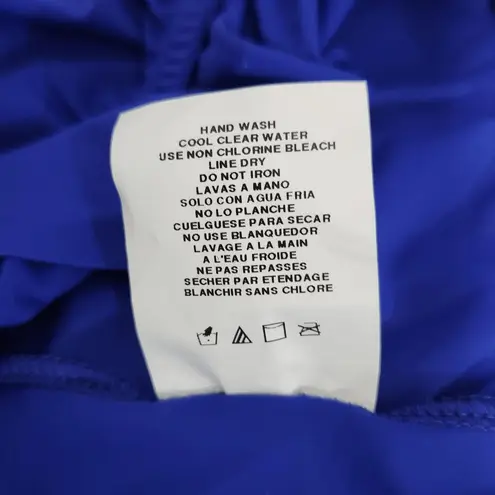 HAND WASH
COOL CLEAR WATER
USE NON CHLORINE BLEACH
LINE DRY
DO NOT IRON
LAVAS A MANO
SOLO CON AGUA FRIA
NO LO PLANCHE
CUELGUESE PARA SECAR
NO USE BLANQUEDOR
LAVAGE A LA MAIN
A L'EAU FROIDE
NE PAS REPASSES
SECHER PAR ETENDAGE
BLANCHIR SANS CHLORE